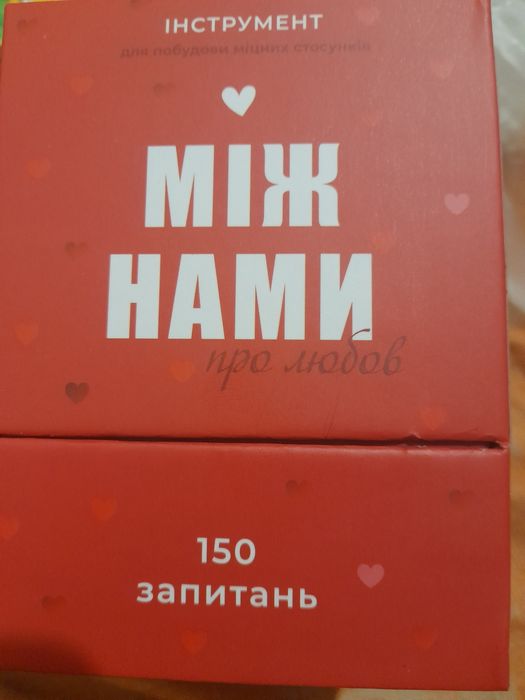 ІНСТРУМЕНТ
для побудови міцних стосунків
МІЖ
НАМИ
про любов
150
запитань